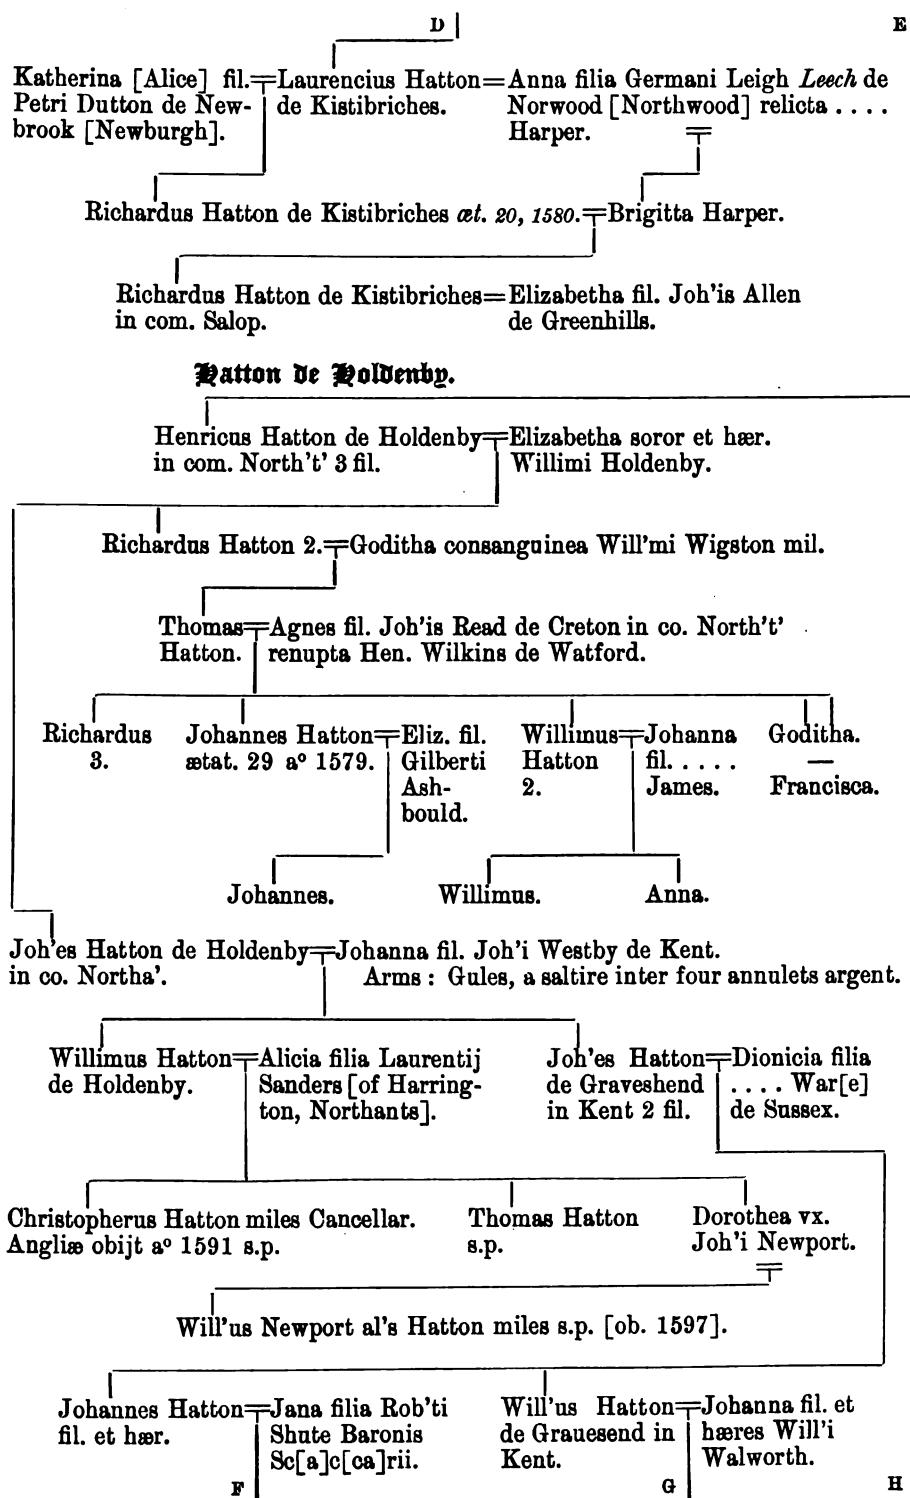 D E
Katherina [Alice] fil.=Laurencius Hatton=Anna filia Germani Leigh Leech de
Petri Dutton de New- de Kistibriches. Norwood [Northwood] relicta . . . .
brook [Newburgh]. Harper.
Richardus Hatton de Kistibriches æt. 20, 1580.=Brigitta Harper.
Richardus Hatton de Kistibriches=Elizabetha fil. Joh'is Allen
in com. Salop. de Greenhills.
Hatton de Holdenby.
Henricus Hatton de Holdenby=Elizabetha soror et hær.
in com. North't' 3 fil. Willimi Holdenby.
Richardus Hatton 2.=Goditha consanguinea Will'mi Wigston mil.
Thomas=Agnes fil. Joh'is Read de Creton in co. North't'
Hatton. renupta Hen. Wilkins de Watford.
Richardus Johannes Hatton=Eliz. fil. Willimus=Johanna Goditha.
3. ætat. 29 aº 1579. Gilberti Hatton fil. . . . . . —
Ash- 2. James. Francisca.
bould.
Johannes. Willimus. Anna.
Joh'es Hatton de Holdenby=Johanna fil. Joh'i Westby de Kent.
in co. Northa'. Arms : Gules, a saltire inter four annulets argent.
Willimus Hatton=Alicia filia Laurentij Joh'es Hatton=Dionicia filia
de Holdenby. Sanders [of Harring- de Graveshend . . . . War[e]
ton, Northants]. in Kent 2 fil. de Sussex.
Christopherus Hatton miles Cancellar. Thomas Hatton Dorothea vx.
Angliæ obijt aº 1591 s.p. s.p. Joh'i Newport.
Will'us Newport al's Hatton miles s.p. [ob. 1597].
Johannes Hatton=Jana filia Rob'ti Will'us Hatton=Johanna fil. et
fil. et hær. Shute Baronis de Grauesend in hæres Will'i
Sc[a]c[ca]rii. Kent. Walworth.
F G H